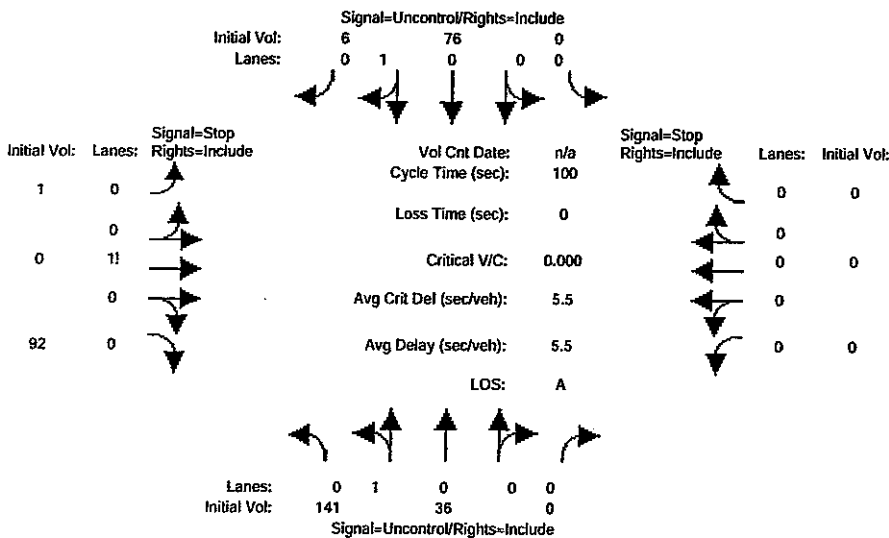 Signal=Uncontrol/Rights=Include
Initial Vol: 6 76 0
Lanes: 0 1 0 0 0
Signal=Stop
Initial Vol: Lanes: Rights=Include
1 0
0
0 1!
0
92 0
Vol Cnt Date: n/a
Cycle Time (sec): 100
Loss Time (sec): 0
Critical V/C: 0.000
Avg Crit Del (sec/veh): 5.5
Avg Delay (sec/veh): 5.5
LOS: A
Signal=Stop
Rights=Include Lanes: Initial Vol:
0 0
0
0 0
0
0 0
Lanes: 0 1 0 0 0
Initial Vol: 141 36 0
Signal=Uncontrol/Rights=Include